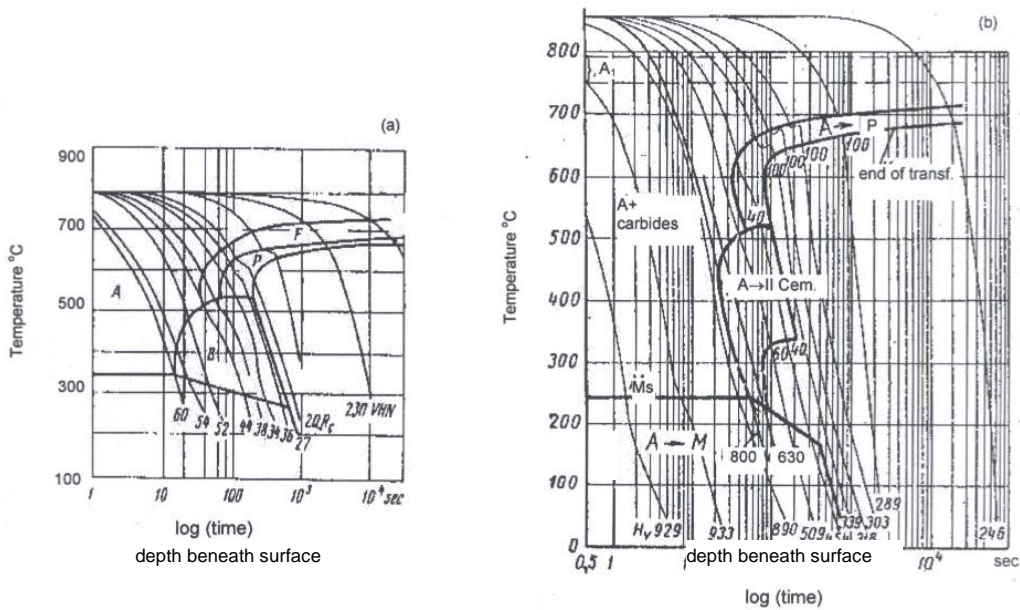 (a)
900
700
500
300
100
Temperature °C
A
F
P
B
60
54
52
44
38
34
36
20Rc
27
230 VHN
1
10
100
10³
10⁴ sec
log (time)
depth beneath surface
(b)
800
700
600
500
400
300
200
100
0
Temperature °C
A₁
A+
carbides
A → P
100
100
100
100
end of transf.
40
A→II Cem.
60
40
Ms
A → M
800
630
Hv 929
933
890
509
339
303
289
246
0,5
1
10⁴
sec
depth beneath surface
log (time)